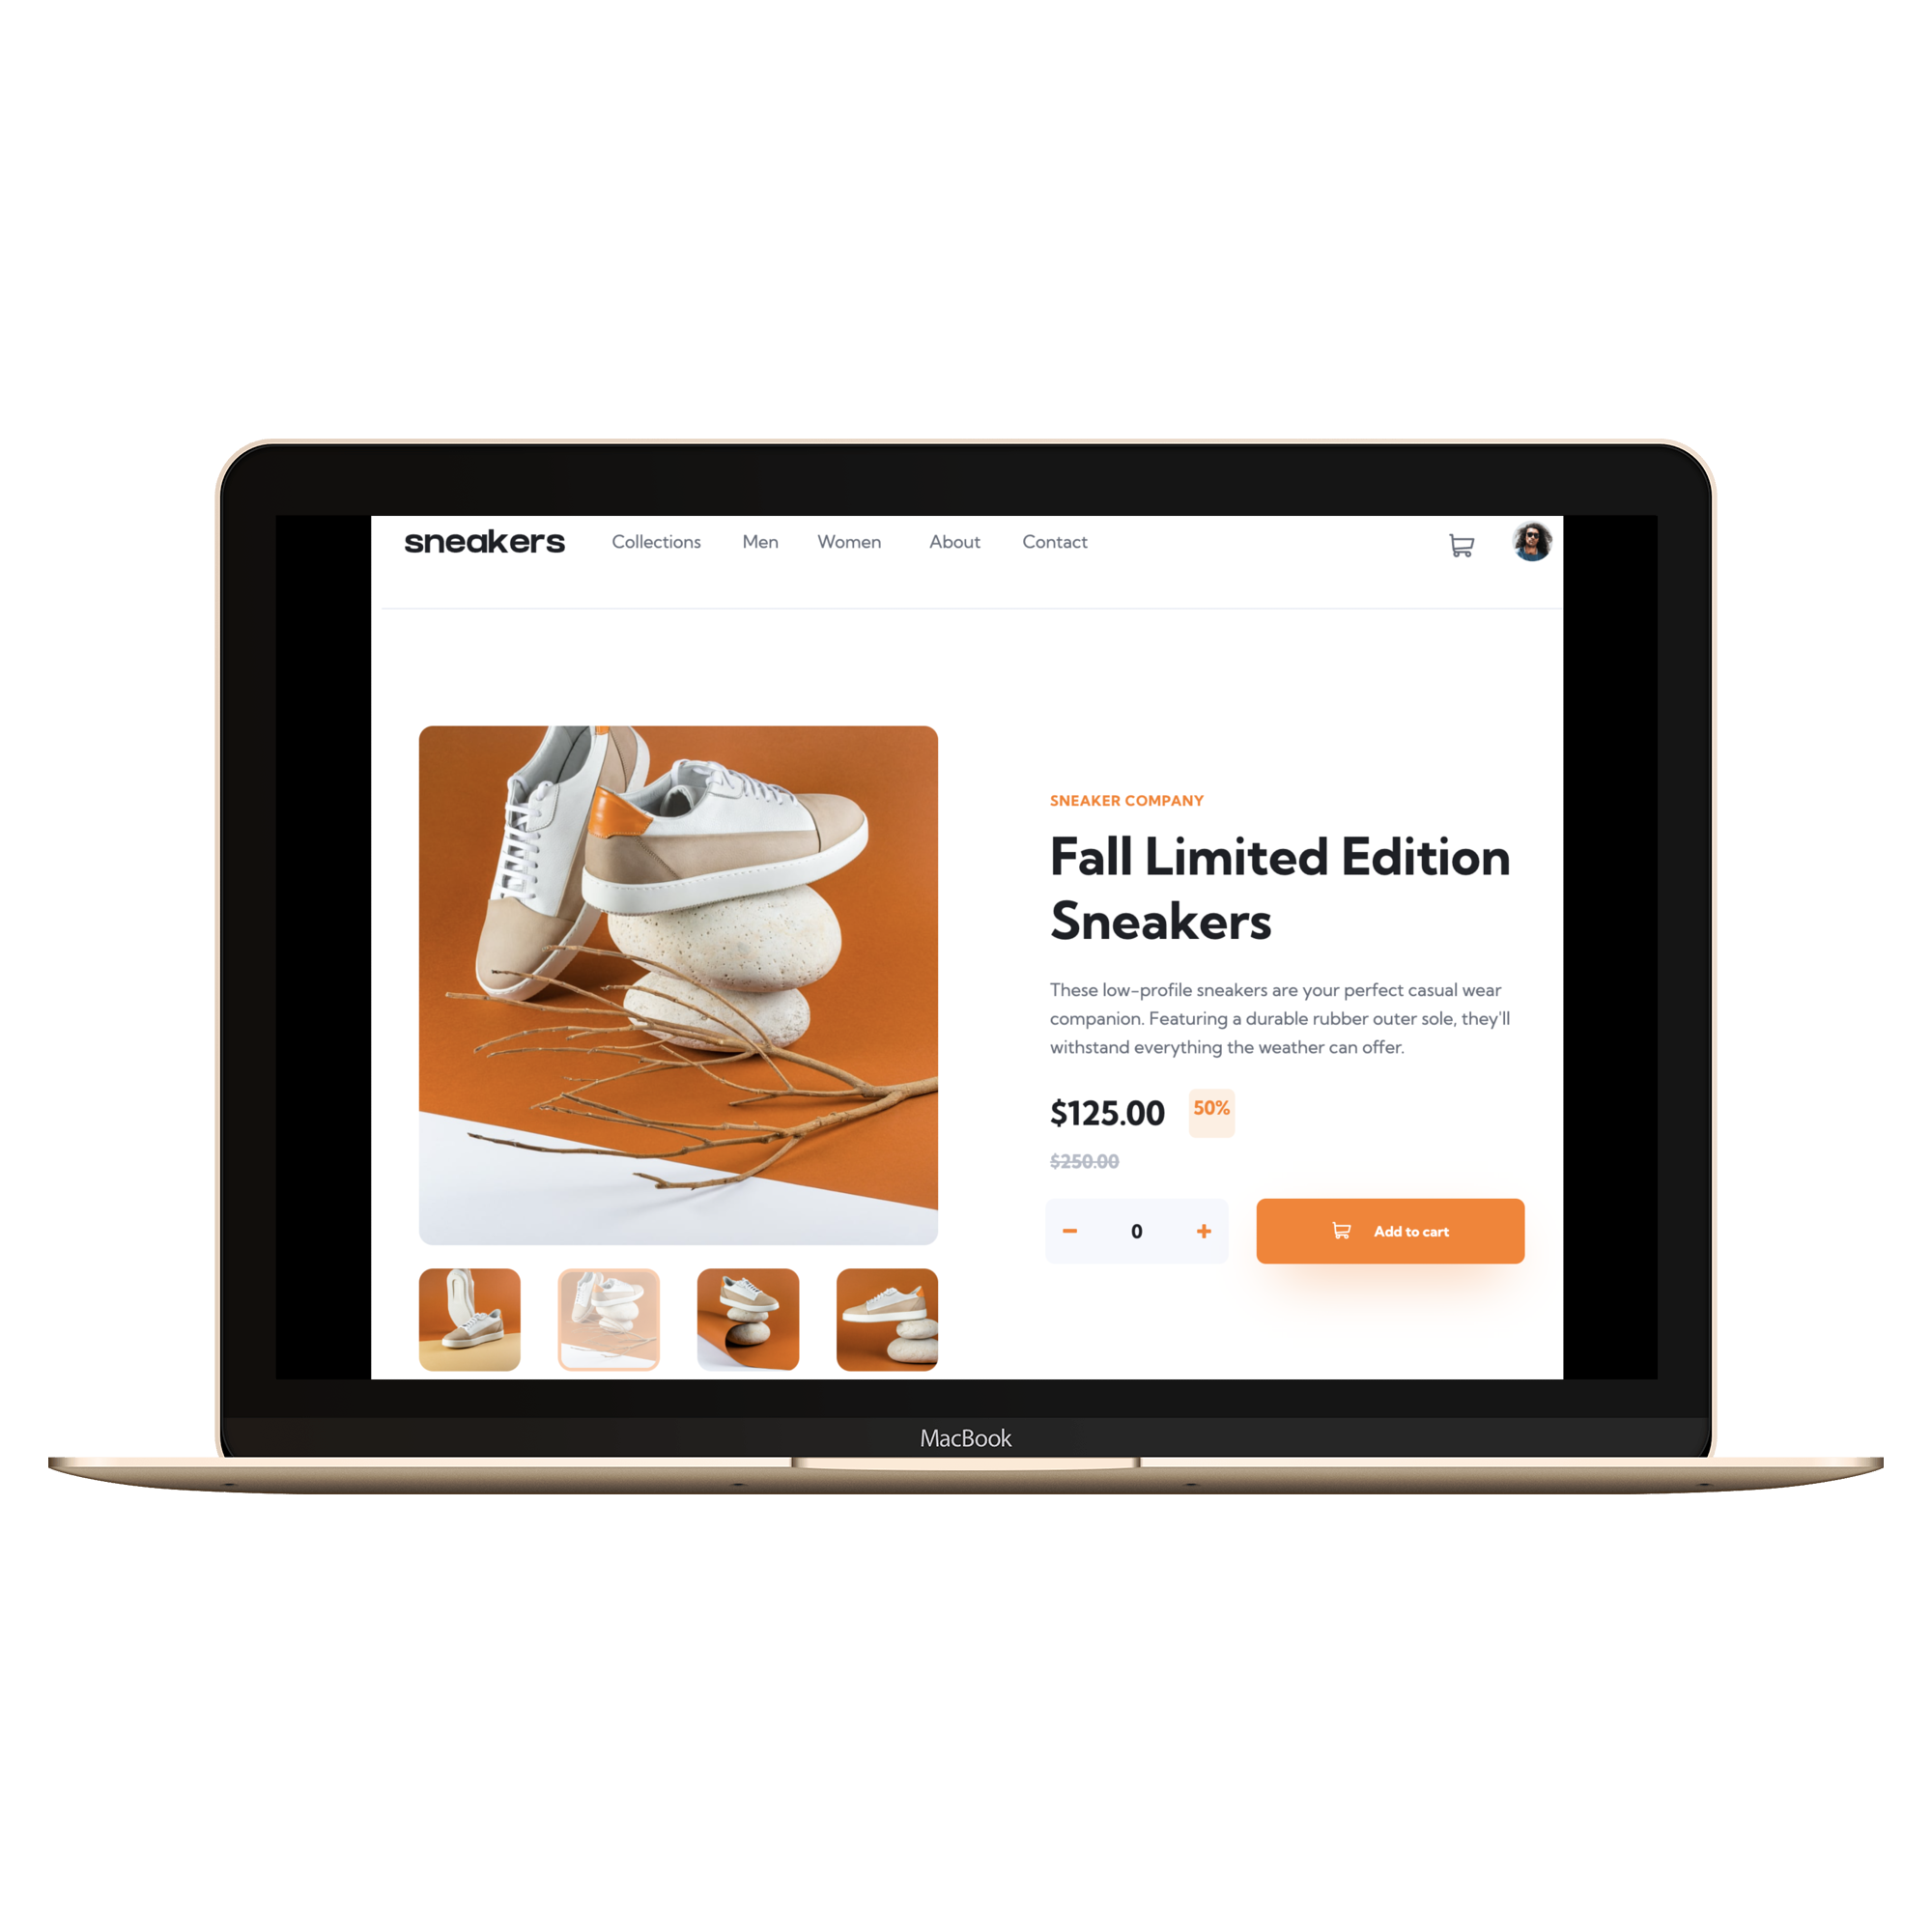 sneakers Collections Men Women About Contact
SNEAKER COMPANY
Fall Limited Edition
Sneakers
These low-profile sneakers are your perfect casual wear
companion. Featuring a durable rubber outer sole, they'll
withstand everything the weather can offer.
$125.00 50%
$250.00
− 0 + Add to cart
MacBook